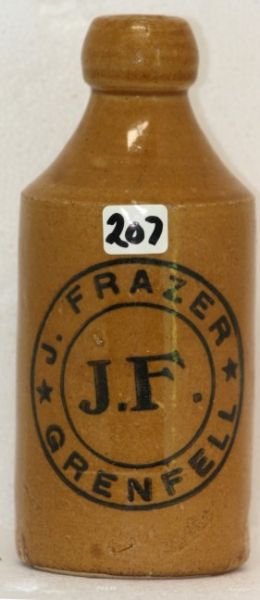 207
J. FRAZER
J.F.
★ GRENFELL ★